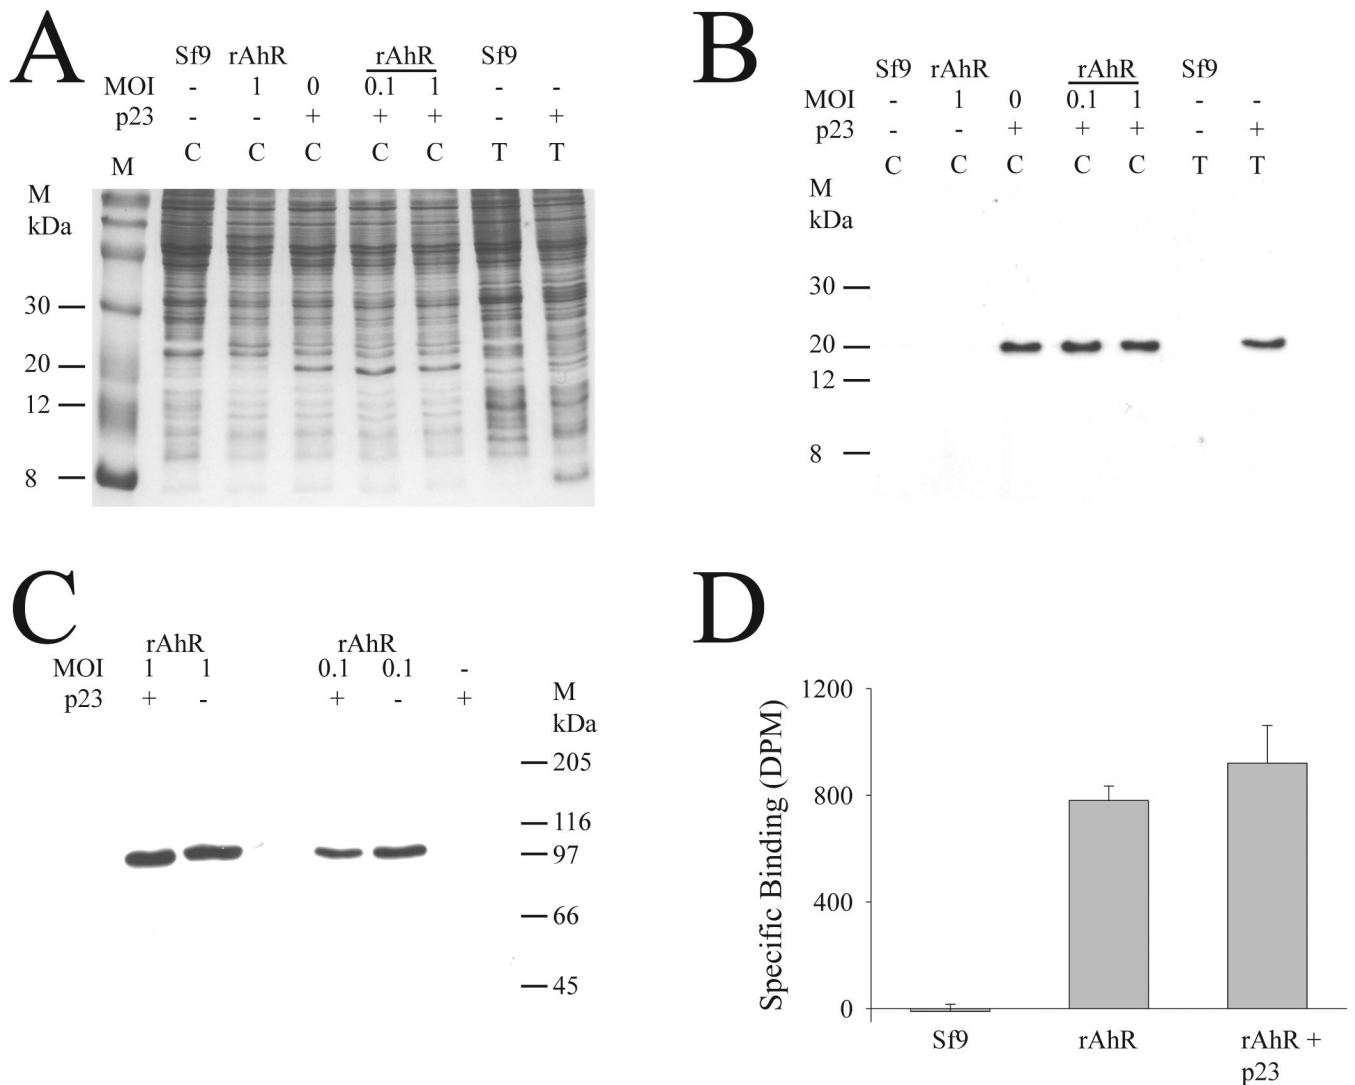 A
Sf9 rAhR rAhR Sf9
MOI - 1 0 0.1 1 - -
p23 - - + + + - +
C C C C C T T
M
M
kDa
30
20
12
8
B
Sf9 rAhR rAhR Sf9
MOI - 1 0 0.1 1 - -
p23 - - + + + - +
C C C C C T T
M
kDa
30
20
12
8
C
rAhR rAhR
MOI 1 1 0.1 0.1 -
p23 + - + - +
M
kDa
205
116
97
66
45
D
Specific Binding (DPM)
1200
800
400
0
Sf9 rAhR rAhR +
p23